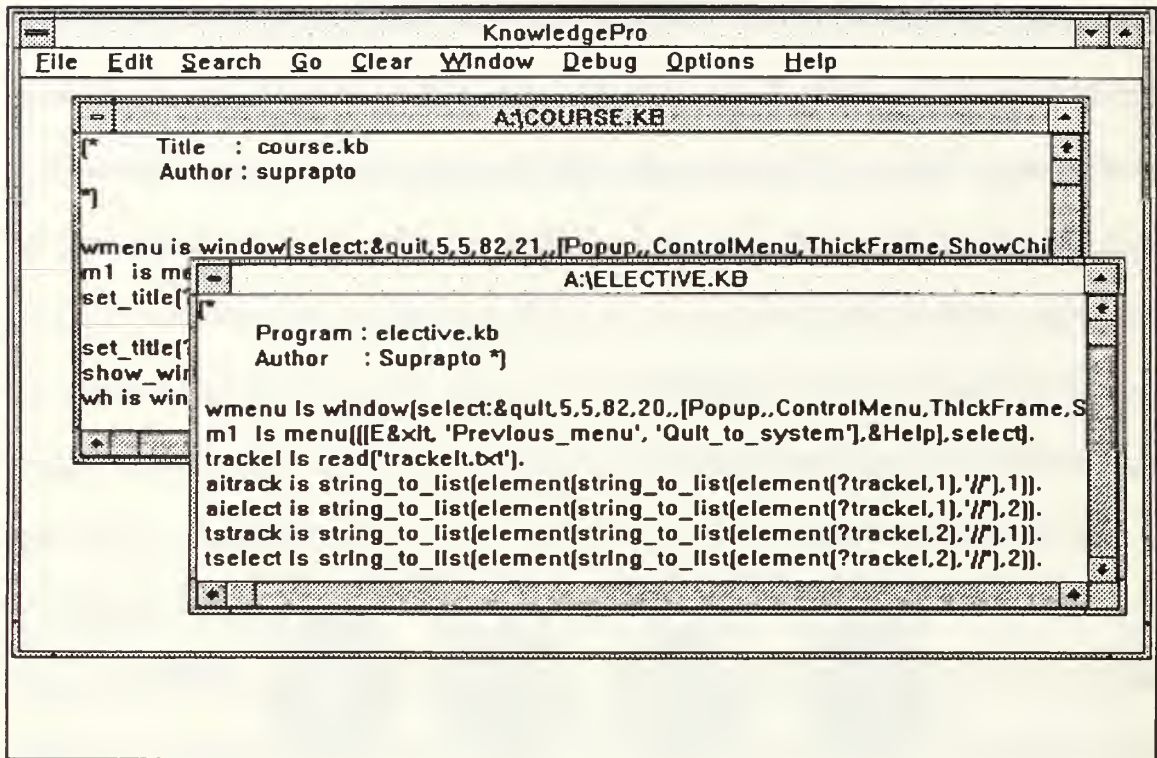 KnowledgePro
File Edit Search Go Clear Window Debug Options Help
A:\COURSE.KB
(* Title : course.kb
Author : suprapto
*)
wmenu is window(select:&quit,5,5,82,21,,[Popup,,ControlMenu,ThickFrame,ShowChil
m1 is me
set_title(?
set_title(?
show_wir
wh is win
A:\ELECTIVE.KB
(*
Program : elective.kb
Author : Suprapto *)
wmenu is window(select:&quit,5,5,82,20,,[Popup,,ControlMenu,ThickFrame,S
m1 is menu([[E&xit, 'Previous_menu', 'Quit_to_system'],&Help],select).
trackel is read('trackelt.txt').
aitrack is string_to_list(element(string_to_list(element(?trackel,1),'//'),1)).
aielect is string_to_list(element(string_to_list(element(?trackel,1),'//'),2)).
tstrack is string_to_list(element(string_to_list(element(?trackel,2),'//'),1)).
tselect is string_to_list(element(string_to_list(element(?trackel,2),'//'),2)).